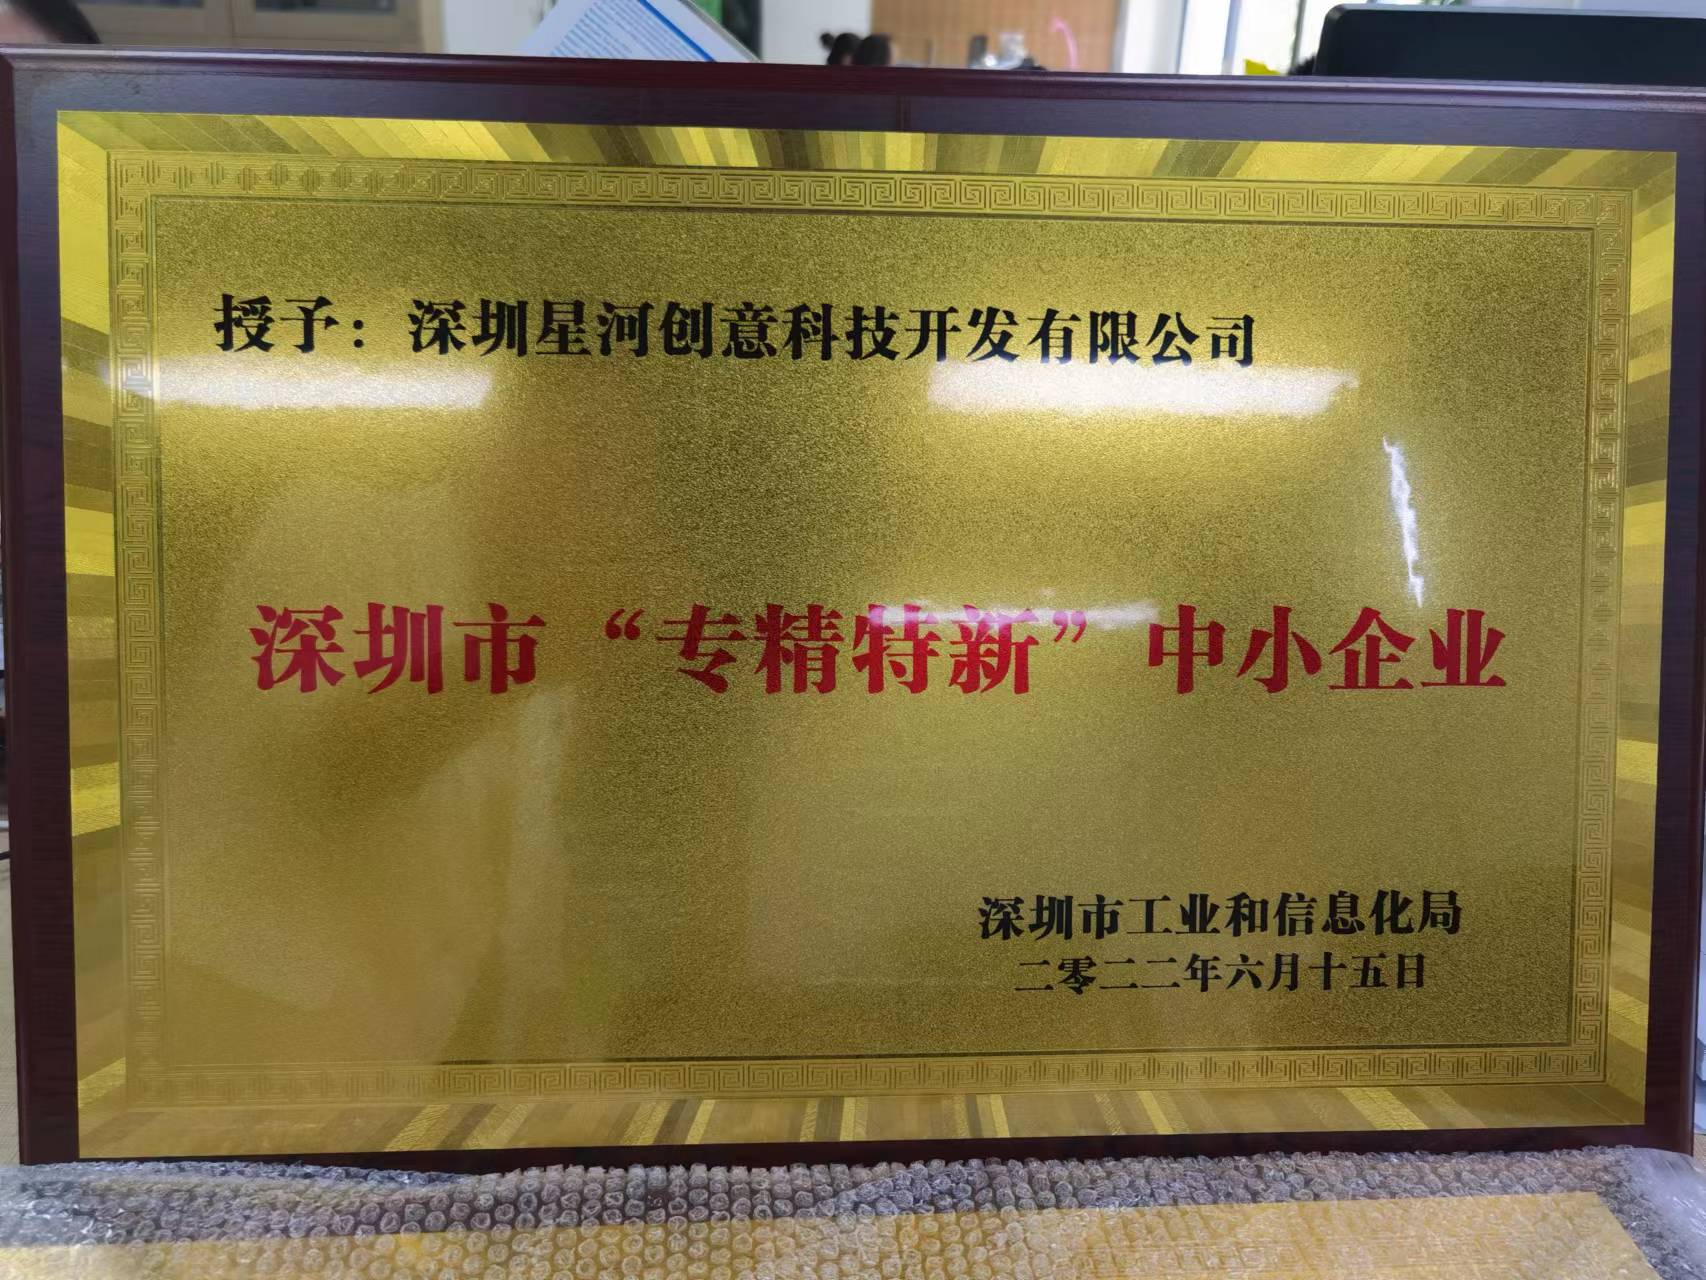 授予：深圳星河创意科技开发有限公司
深圳市“专精特新”中小企业
深圳市工业和信息化局
二零二二年六月十五日